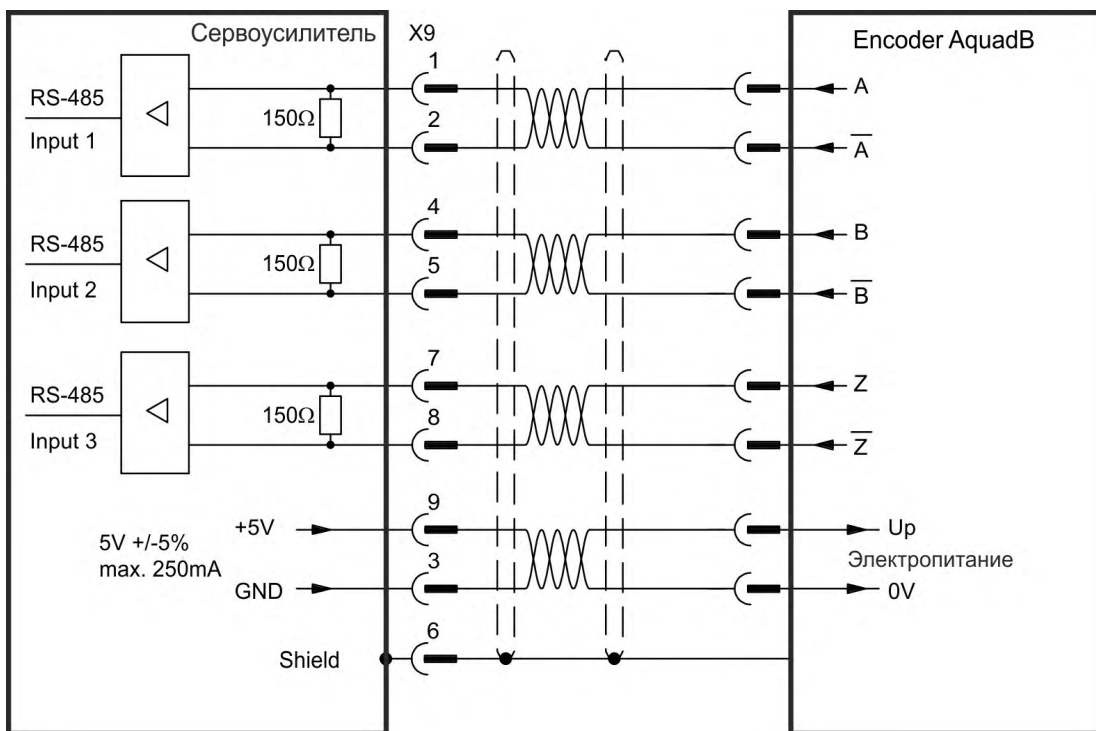 Сервоусилитель
X9
Encoder AquadB
1
A
RS-485
150Ω
Input 1
2
A̅
4
B
RS-485
150Ω
Input 2
5
B̅
7
Z
RS-485
150Ω
Input 3
8
Z̅
9
+5V
Up
5V +/-5%
max. 250mA
Электропитание
3
GND
0V
6
Shield